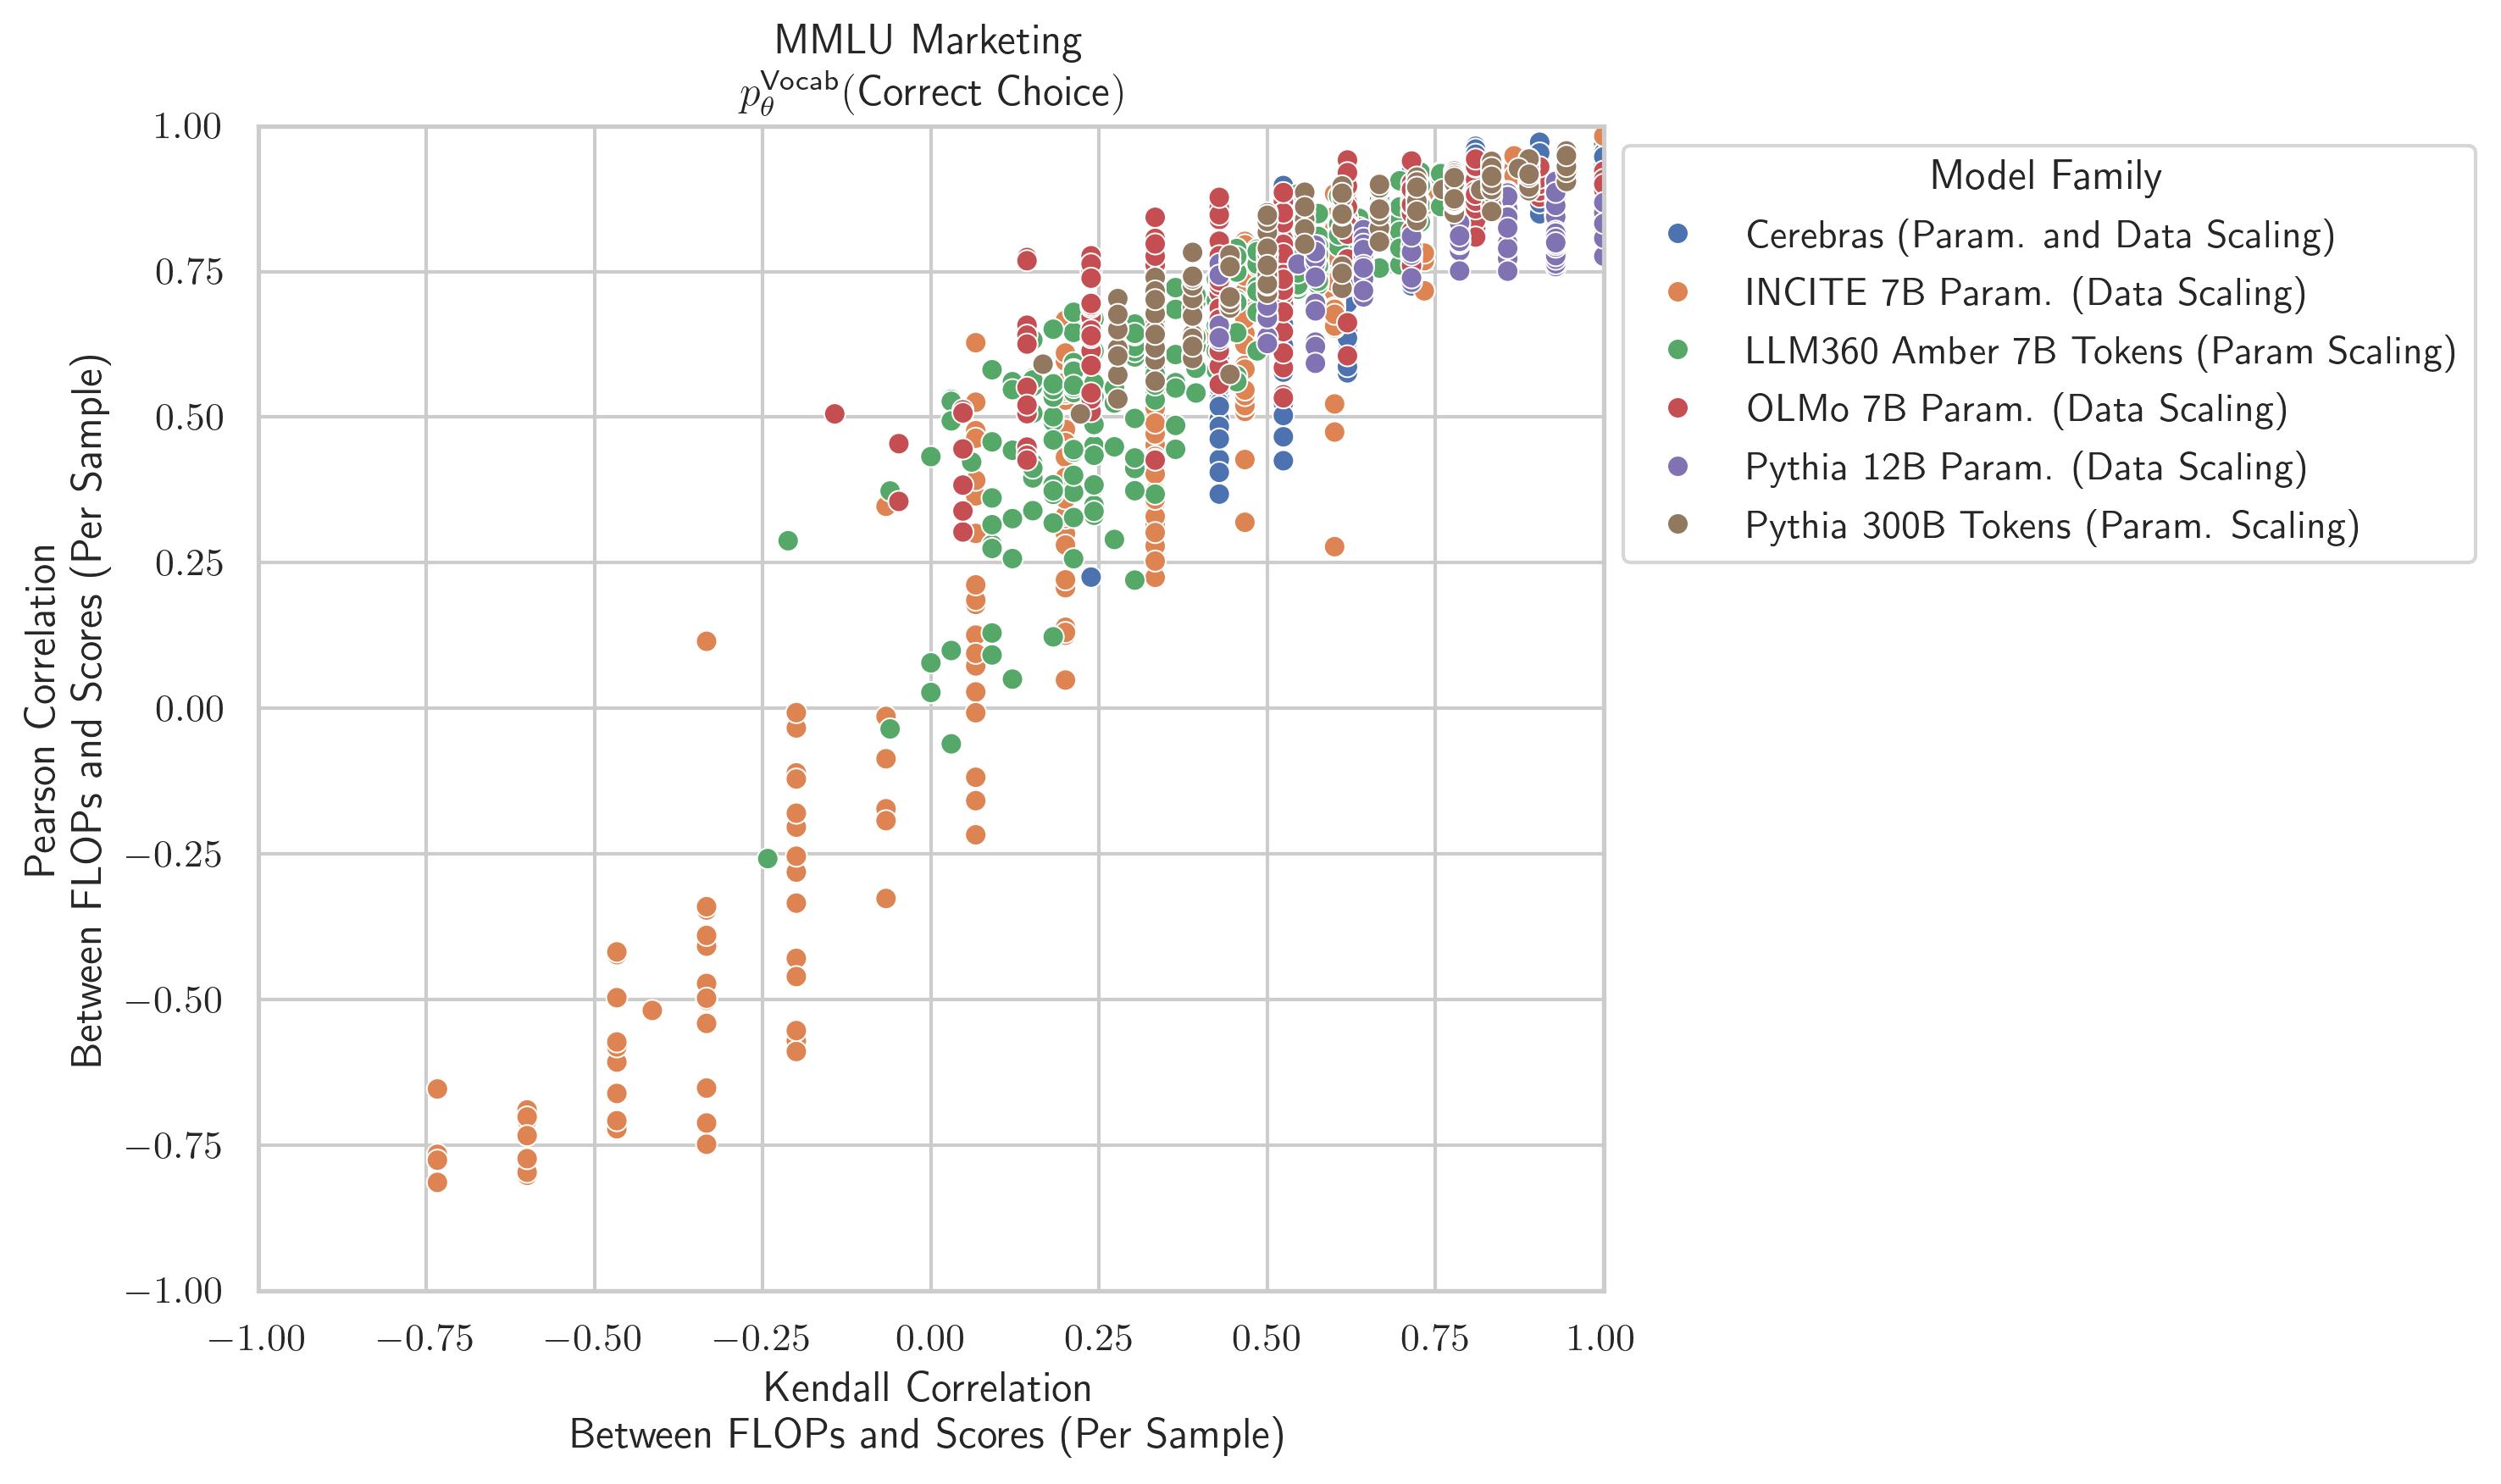 MMLU Marketing
p_θ^Vocab(Correct Choice)
1.00
0.75
0.50
0.25
0.00
−0.25
−0.50
−0.75
−1.00
Pearson Correlation
Between FLOPs and Scores (Per Sample)
−1.00 −0.75 −0.50 −0.25 0.00 0.25 0.50 0.75 1.00
Kendall Correlation
Between FLOPs and Scores (Per Sample)
Model Family
Cerebras (Param. and Data Scaling)
INCITE 7B Param. (Data Scaling)
LLM360 Amber 7B Tokens (Param Scaling)
OLMo 7B Param. (Data Scaling)
Pythia 12B Param. (Data Scaling)
Pythia 300B Tokens (Param. Scaling)